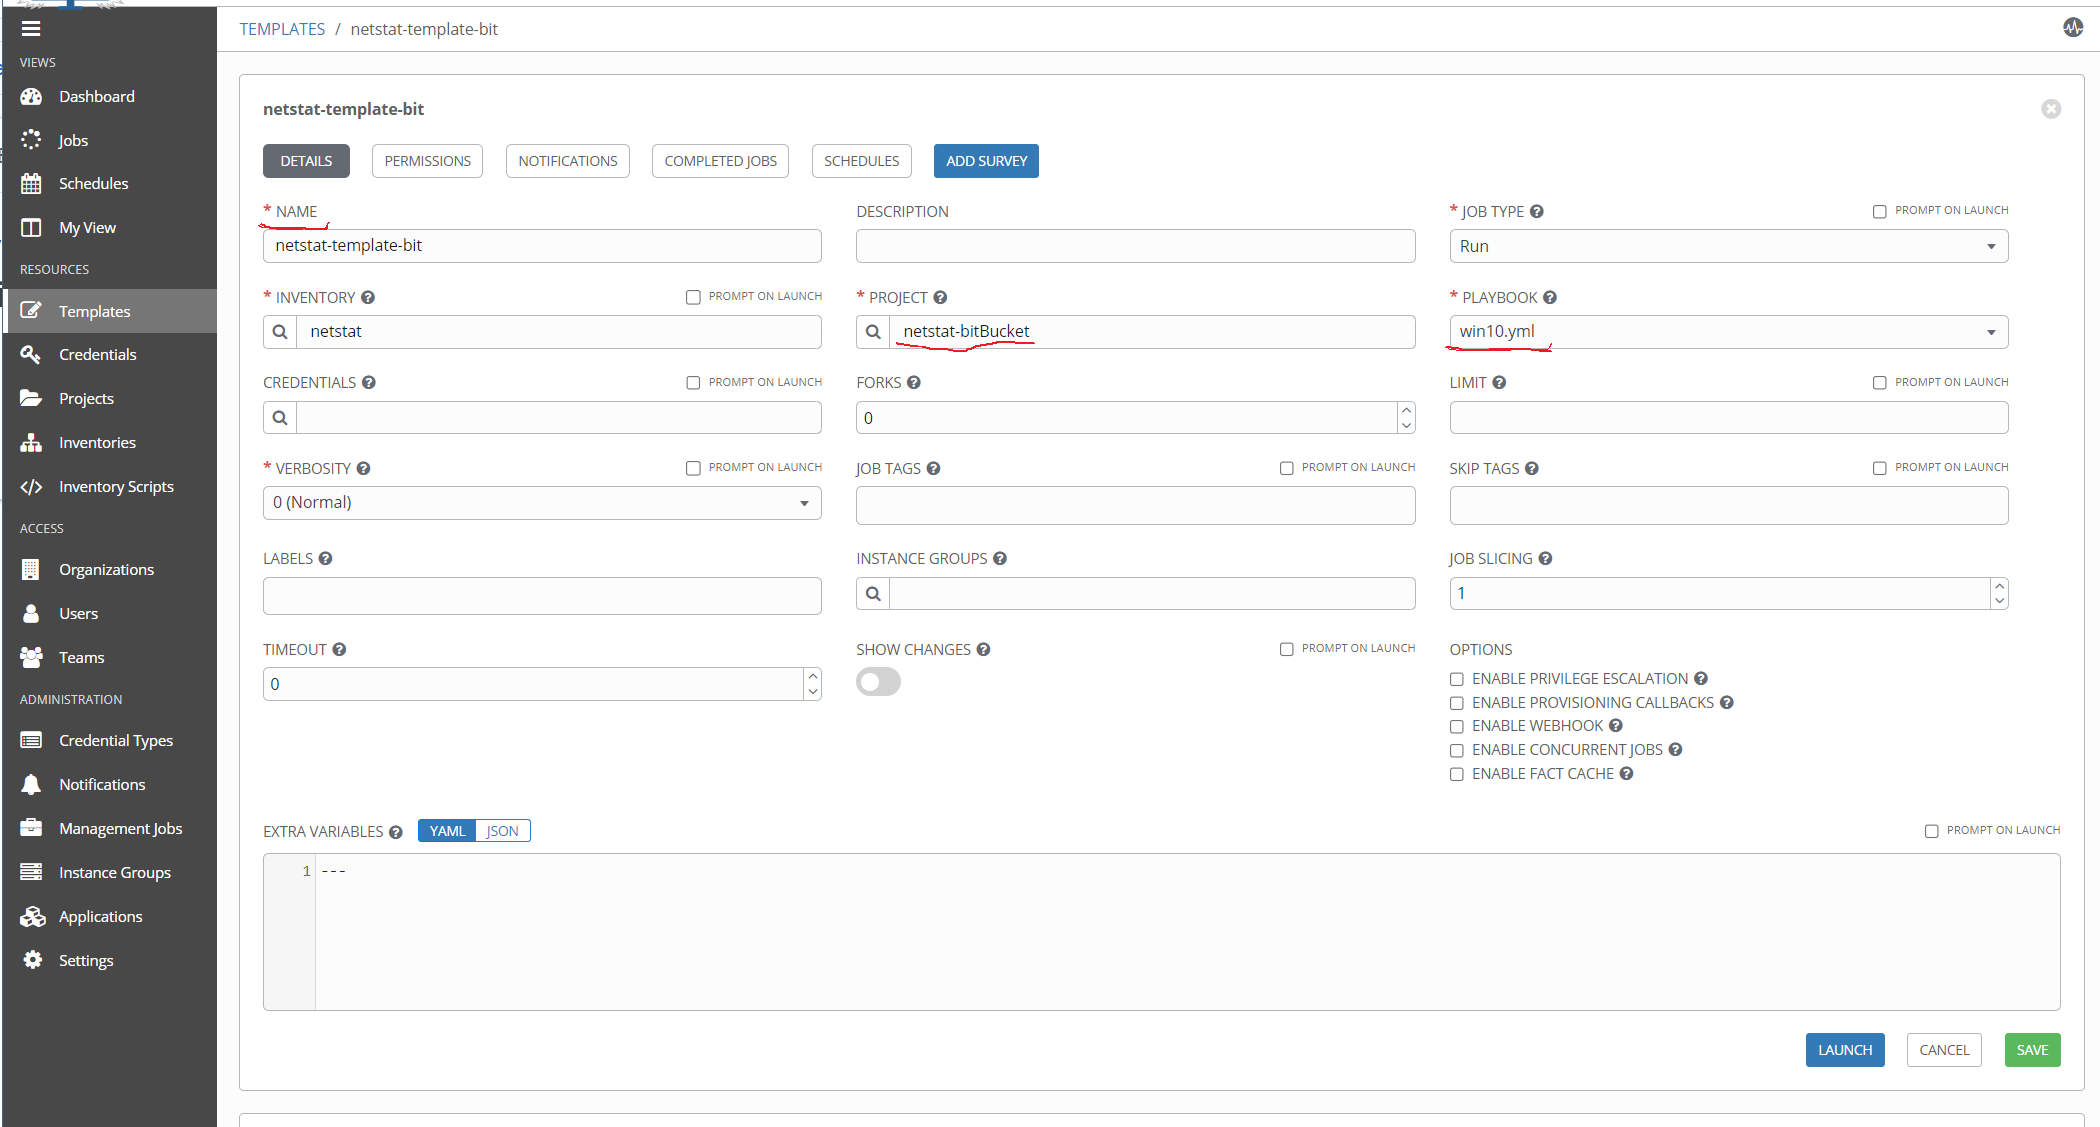 TEMPLATES / netstat-template-bit
VIEWS
Dashboard
Jobs
Schedules
My View
RESOURCES
Templates
Credentials
Projects
Inventories
Inventory Scripts
ACCESS
Organizations
Users
Teams
ADMINISTRATION
Credential Types
Notifications
Management Jobs
Instance Groups
Applications
Settings
netstat-template-bit
DETAILS PERMISSIONS NOTIFICATIONS COMPLETED JOBS SCHEDULES ADD SURVEY
* NAME
netstat-template-bit
DESCRIPTION
* JOB TYPE PROMPT ON LAUNCH
Run
* INVENTORY PROMPT ON LAUNCH
netstat
* PROJECT
netstat-bitBucket
* PLAYBOOK
win10.yml
CREDENTIALS PROMPT ON LAUNCH
FORKS
0
LIMIT PROMPT ON LAUNCH
* VERBOSITY PROMPT ON LAUNCH
0 (Normal)
JOB TAGS PROMPT ON LAUNCH
SKIP TAGS PROMPT ON LAUNCH
LABELS
INSTANCE GROUPS
JOB SLICING
1
TIMEOUT
0
SHOW CHANGES PROMPT ON LAUNCH
OPTIONS
ENABLE PRIVILEGE ESCALATION
ENABLE PROVISIONING CALLBACKS
ENABLE WEBHOOK
ENABLE CONCURRENT JOBS
ENABLE FACT CACHE
EXTRA VARIABLES YAML JSON PROMPT ON LAUNCH
1 ---
LAUNCH CANCEL SAVE